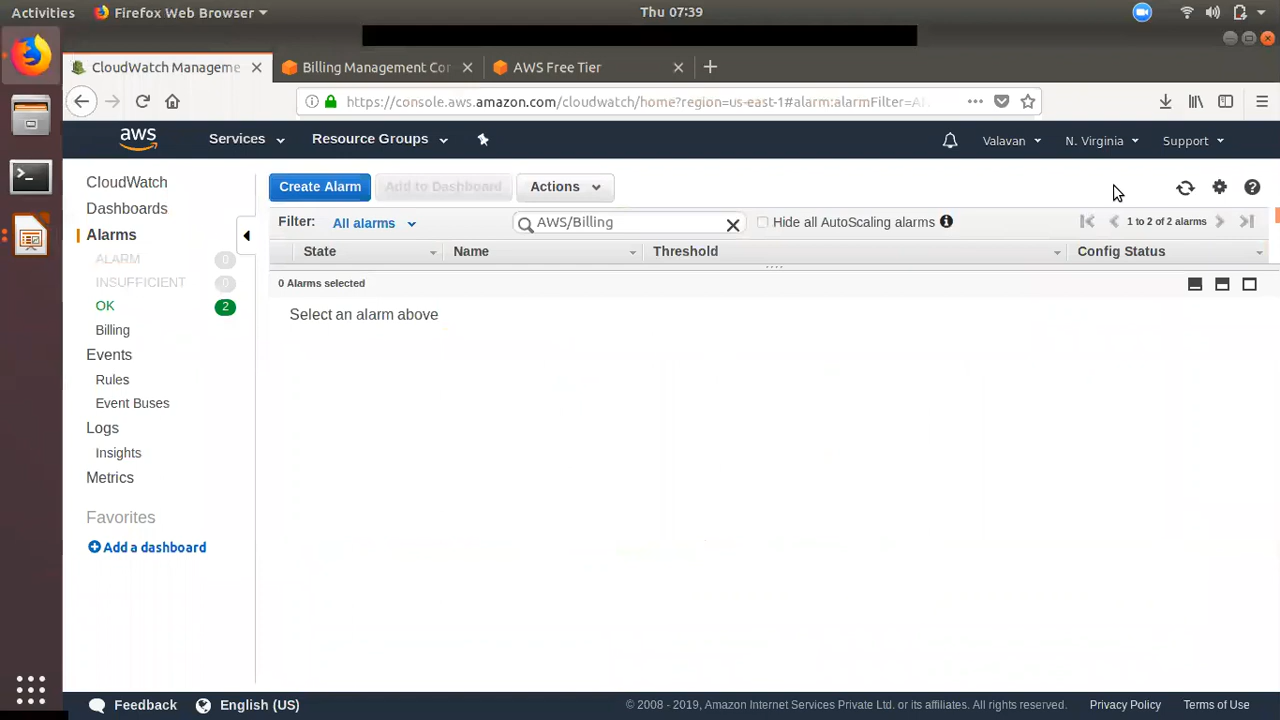 Activities Firefox Web Browser Thu 07:39
CloudWatch Manageme Billing Management Cor AWS Free Tier
https://console.aws.amazon.com/cloudwatch/home?region=us-east-1#alarm:alarmFilter=AL
aws Services Resource Groups Valavan N. Virginia Support
CloudWatch
Dashboards
Alarms
ALARM 0
INSUFFICIENT 0
OK 2
Billing
Events
Rules
Event Buses
Logs
Insights
Metrics
Favorites
Add a dashboard
Create Alarm Add to Dashboard Actions
Filter: All alarms AWS/Billing Hide all AutoScaling alarms 1 to 2 of 2 alarms
State Name Threshold Config Status
0 Alarms selected
Select an alarm above
Feedback English (US) © 2008 - 2019, Amazon Internet Services Private Ltd. or its affiliates. All rights reserved. Privacy Policy Terms of Use